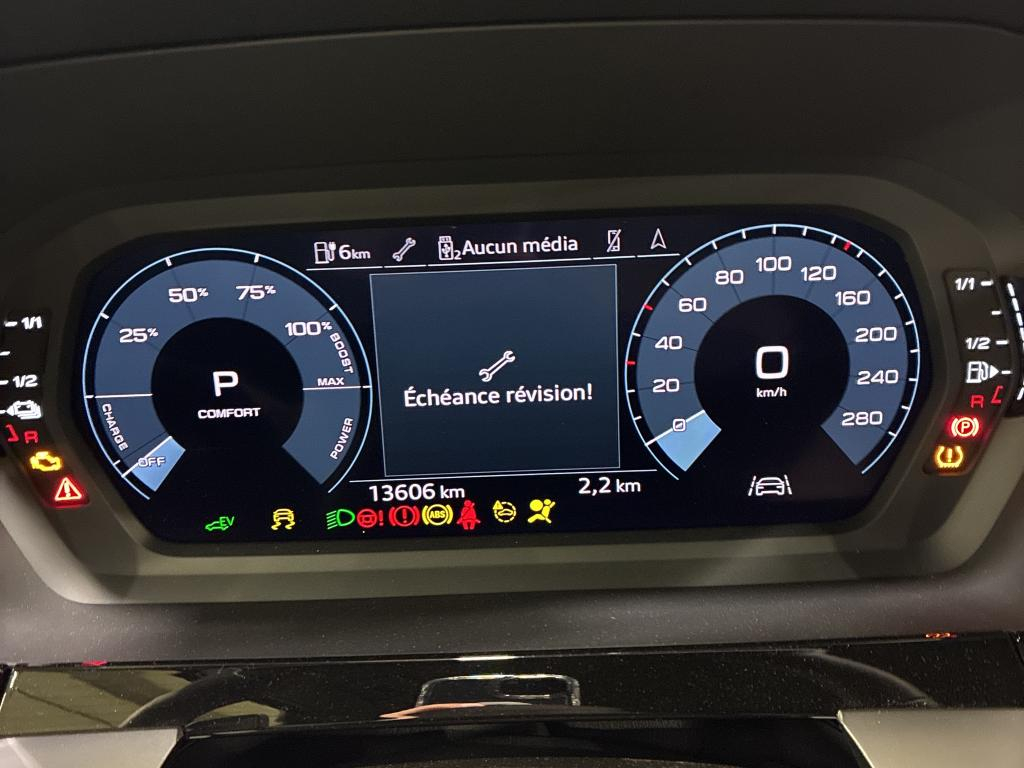 6km
2 Aucun média
50% 75%
25% 100%
BOOST
MAX
POWER
P
COMFORT
CHARGE
OFF
Échéance révision!
80 100 120
60 160
40 200
20 240
0 280
0
km/h
13606 km
2,2 km
1/1
1/2
R
1/1
1/2
R
EV
ABS
P